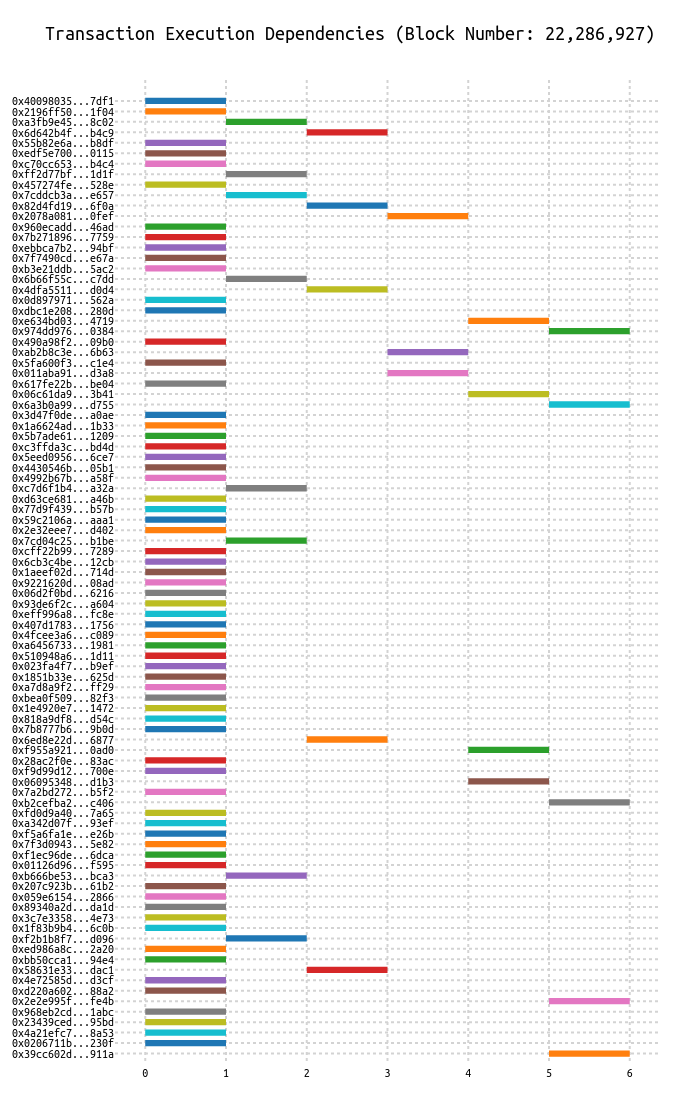 Transaction Execution Dependencies (Block Number: 22,286,927)
0x40098035...7df1
0x2196ff50...1f04
0xa3fb9e45...8c02
0x6d642b4f...b4c9
0x55b82e6a...b8df
0xedf5e700...0115
0xc70cc653...b4c4
0xff2d77bf...1d1f
0x457274fe...528e
0x7cddcb3a...e657
0x82d4fd19...6f0a
0x2078a081...0fef
0x960ecadd...46ad
0x7b271896...7759
0xebbca7b2...94bf
0x7f7490cd...e67a
0xb3e21ddb...5ac2
0x6b66f55c...c7dd
0x4dfa5511...d0d4
0x0d897971...562a
0xdbc1e208...280d
0xe634bd03...4719
0x974dd976...0384
0x490a98f2...09b0
0xab2b8c3e...6b63
0x5fa600f3...c1e4
0x011aba91...d3a8
0x617fe22b...be04
0x06c61da9...3b41
0x6a3b0a99...d755
0x3d47f0de...a0ae
0x1a6624ad...1b33
0x5b7ade61...1209
0xc3ffda3c...bd4d
0x5eed0956...6ce7
0x4430546b...05b1
0x4992b67b...a58f
0xc7d6f1b4...a32a
0xd63ce681...a46b
0x77d9f439...b57b
0x59c2106a...aaa1
0x2e32eee7...d402
0x7cd04c25...b1be
0xcff22b99...7289
0x6cb3c4be...12cb
0x1aeef02d...714d
0x9221620d...08ad
0x06d2f0bd...6216
0x93de6f2c...a604
0xeff996a8...fc8e
0x407d1783...1756
0x4fcee3a6...c089
0xa6456733...1981
0x510948a6...1d11
0x023fa4f7...b9ef
0x1851b33e...625d
0xa7d8a9f2...ff29
0xbea0f509...82f3
0x1e4920e7...1472
0x818a9df8...d54c
0x7b8777b6...9b0d
0x6ed8e22d...6877
0xf955a921...0ad0
0x28ac2f0e...83ac
0xf9d99d12...700e
0x06095348...d1b3
0x7a2bd272...b5f2
0xb2cefba2...c406
0xfd0d9a40...7a65
0xa342d07f...93ef
0xf5a6fa1e...e26b
0x7f3d0943...5e82
0xf1ec96de...6dca
0x01126d96...f595
0xb666be53...bca3
0x207c923b...61b2
0x059e6154...2866
0x89340a2d...da1d
0x3c7e3358...4e73
0x1f83b9b4...6c0b
0xf2b1b8f7...d096
0xed986a8c...2a20
0xbb50cca1...94e4
0x58631e33...dac1
0x4e72585d...d3cf
0xd220a602...88a2
0x2e2e995f...fe4b
0x968eb2cd...1abc
0x23439ced...95bd
0x4a21efc7...8a53
0x0206711b...230f
0x39cc602d...911a
0 1 2 3 4 5 6